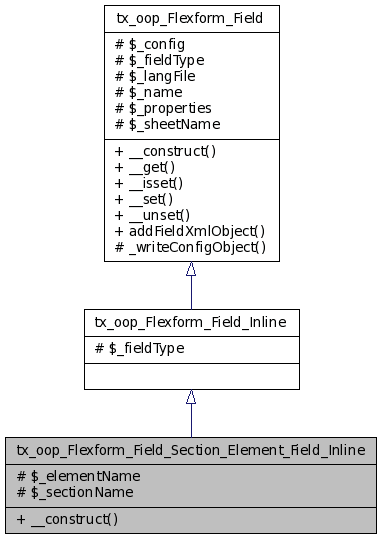 tx_oop_Flexform_Field
# $_config
# $_fieldType
# $_langFile
# $_name
# $_properties
# $_sheetName
+ __construct()
+ __get()
+ __isset()
+ __set()
+ __unset()
+ addFieldXmlObject()
# _writeConfigObject()
tx_oop_Flexform_Field_Inline
# $_fieldType
tx_oop_Flexform_Field_Section_Element_Field_Inline
# $_elementName
# $_sectionName
+ __construct()